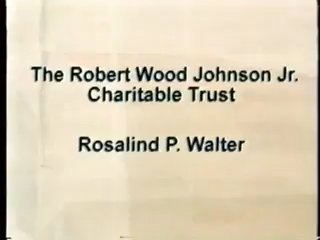 The Robert Wood Johnson Jr.
Charitable Trust
Rosalind P. Walter